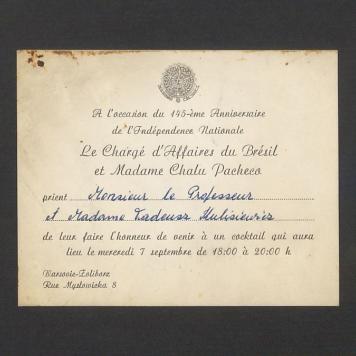 A l'occasion du 145-ème Anniversaire
de l'Indépendence Nationale
Le Chargé d'Affaires du Brésil
et Madame Chalu Pacheco
prient Monsieur le Professeur
et Madame Tadeusz Kulisiewicz
de leur faire l'honneur de venir à un cocktail qui aura
lieu le mercredi 7 septembre de 18:00 à 20:00 h
Warsowie-Żoliborz
Rue Mysłowicka 8